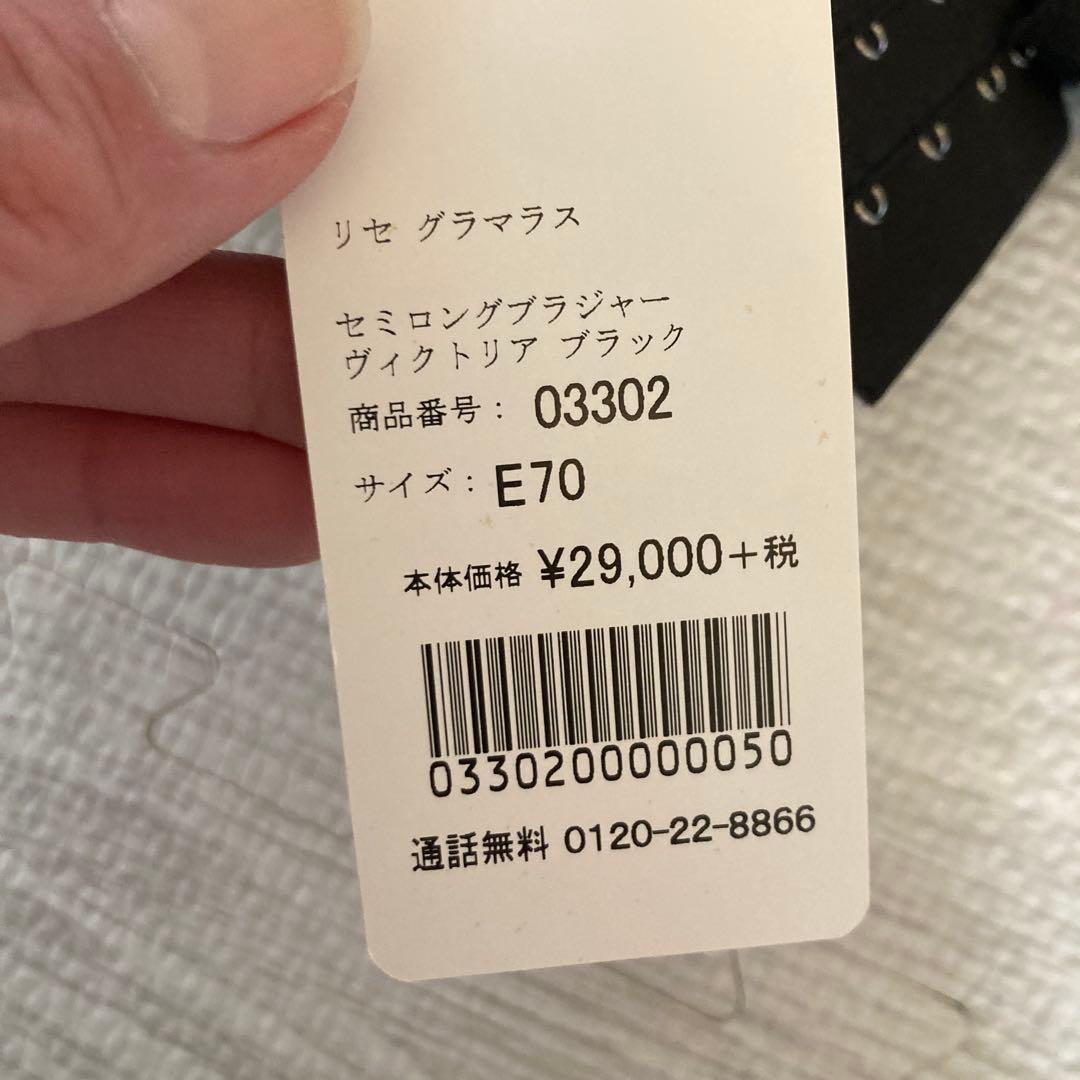 リセ グラマラス
セミロングブラジャー
ヴィクトリア ブラック
商品番号： 03302
サイズ： E70
本体価格 ¥29,000＋税
0330200000050
通話無料 0120-22-8866